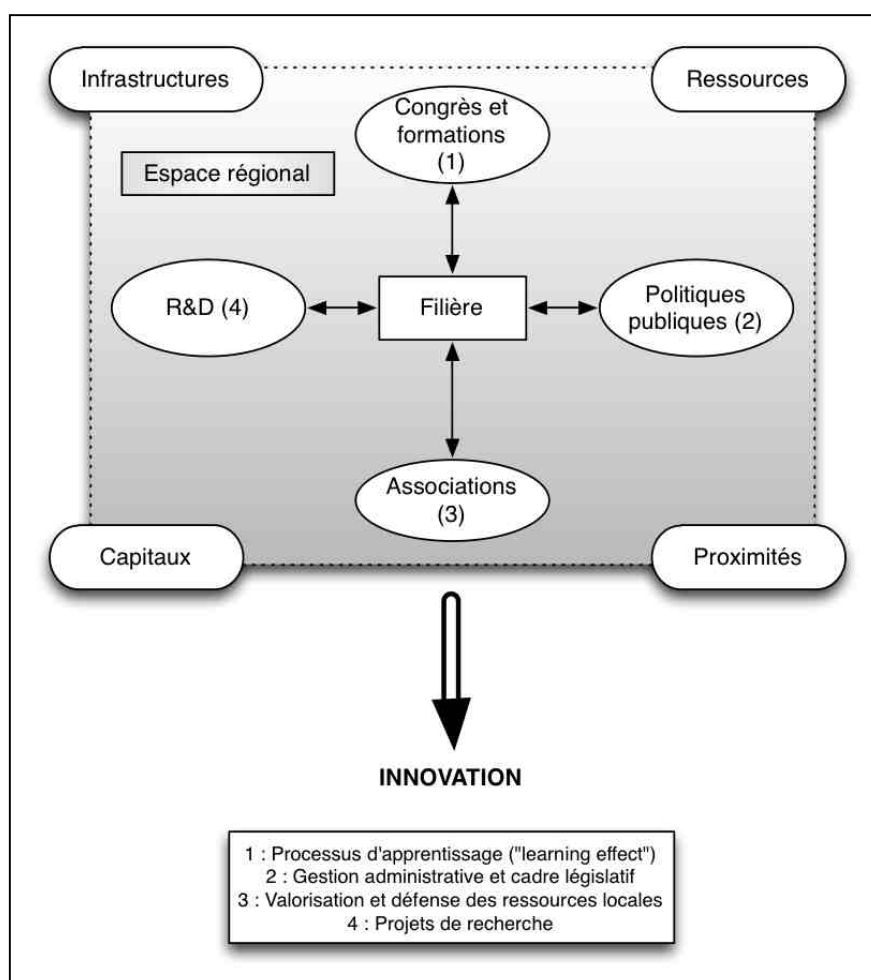 Infrastructures
Ressources
Congrès et
formations
(1)
Espace régional
R&D (4)
Filière
Politiques
publiques (2)
Associations
(3)
Capitaux
Proximités
INNOVATION
1 : Processus d'apprentissage ("learning effect")
2 : Gestion administrative et cadre législatif
3 : Valorisation et défense des ressources locales
4 : Projets de recherche